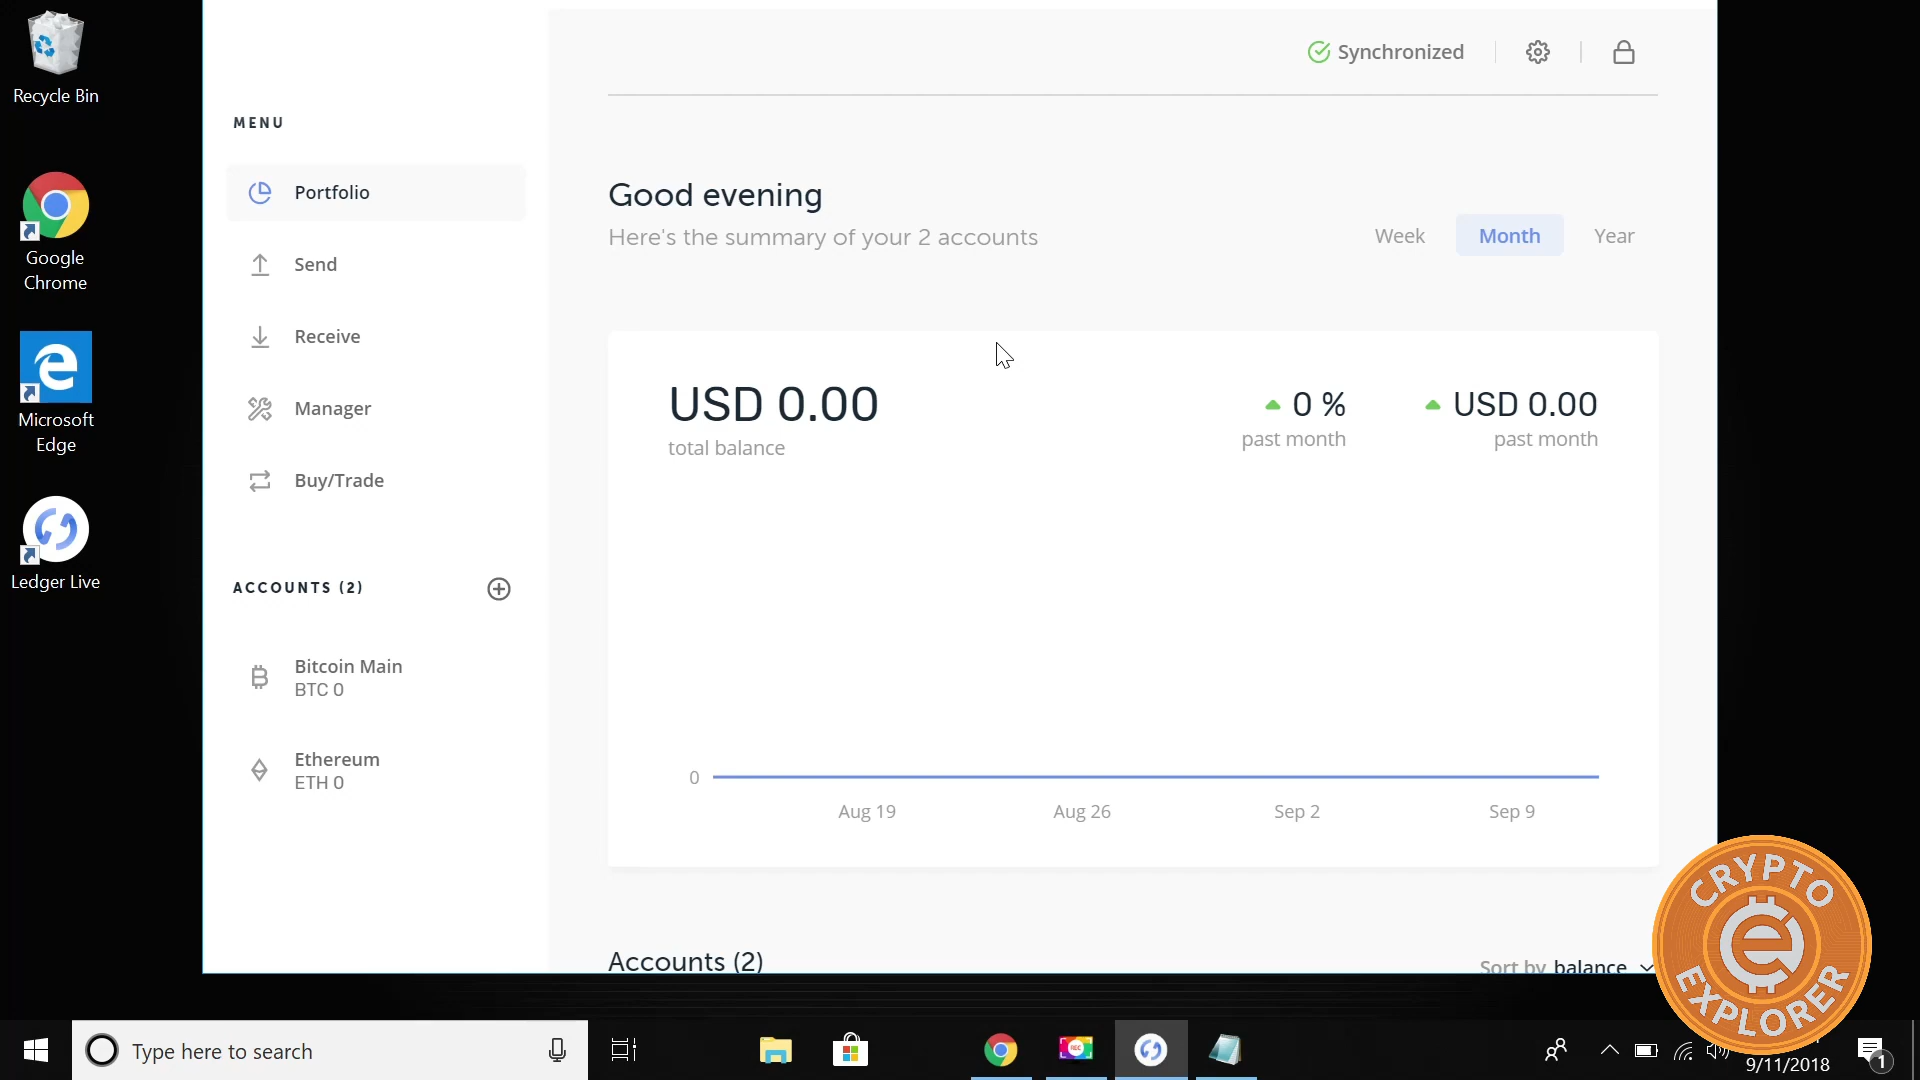 Recycle Bin
Google
Chrome
Microsoft
Edge
Ledger Live
MENU
Portfolio
Send
Receive
Manager
Buy/Trade
ACCOUNTS (2)
Bitcoin Main
BTC 0
Ethereum
ETH 0
Synchronized
Good evening
Here's the summary of your 2 accounts
Week
Month
Year
USD 0.00
total balance
0 %
past month
USD 0.00
past month
0
Aug 19
Aug 26
Sep 2
Sep 9
Accounts (2)
Sort by balance
CRYPTO
EXPLORER
Type here to search
REC
9/11/2018
1